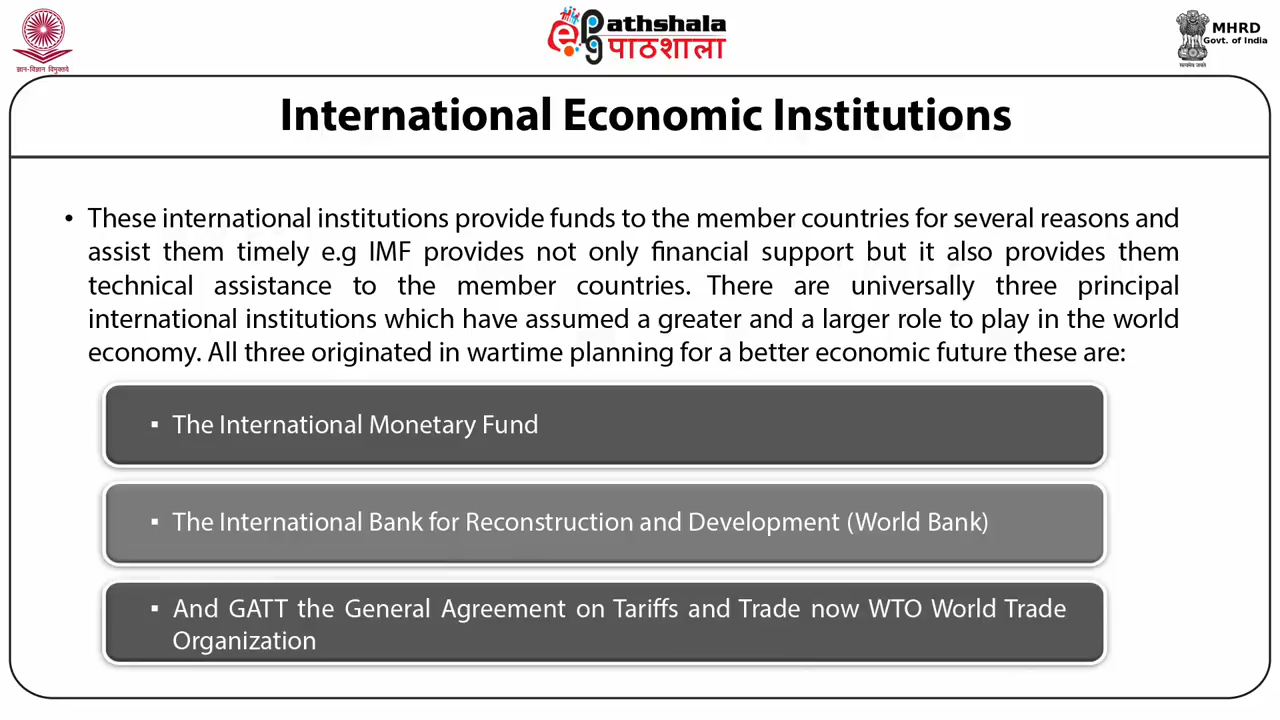 ज्ञान-विज्ञान विमुक्तये
ePathshala
पाठशाला
MHRD
Govt. of India
सत्यमेव जयते
International Economic Institutions
• These international institutions provide funds to the member countries for several reasons and
assist them timely e.g IMF provides not only financial support but it also provides them
technical assistance to the member countries. There are universally three principal
international institutions which have assumed a greater and a larger role to play in the world
economy. All three originated in wartime planning for a better economic future these are:
▪ The International Monetary Fund
▪ The International Bank for Reconstruction and Development (World Bank)
▪ And GATT the General Agreement on Tariffs and Trade now WTO World Trade
Organization